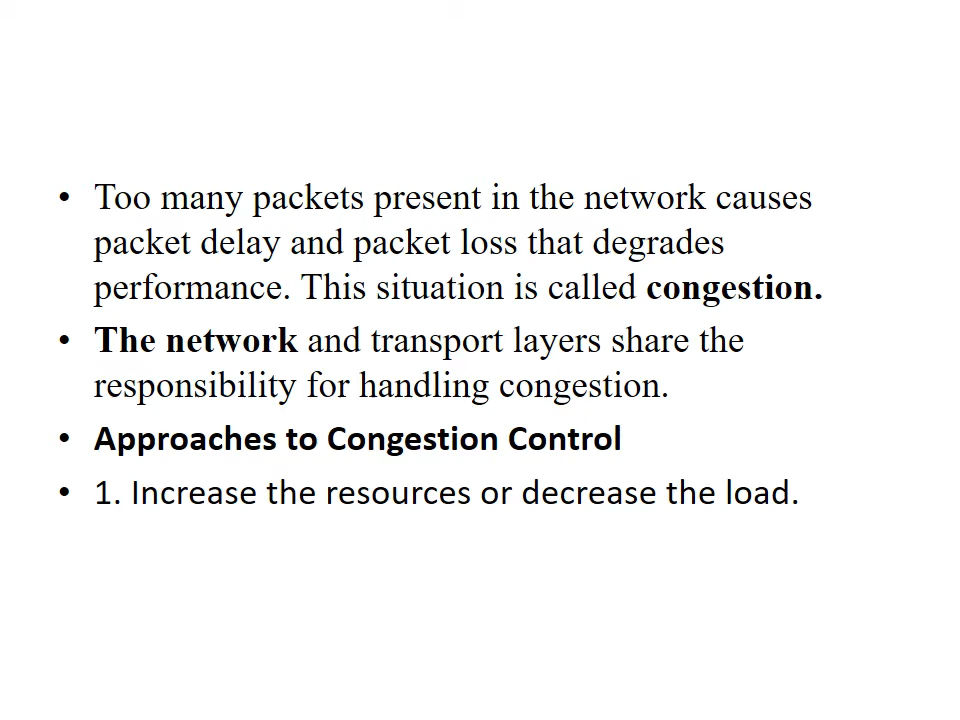 • Too many packets present in the network causes
packet delay and packet loss that degrades
performance. This situation is called congestion.
• The network and transport layers share the
responsibility for handling congestion.
• Approaches to Congestion Control
• 1. Increase the resources or decrease the load.